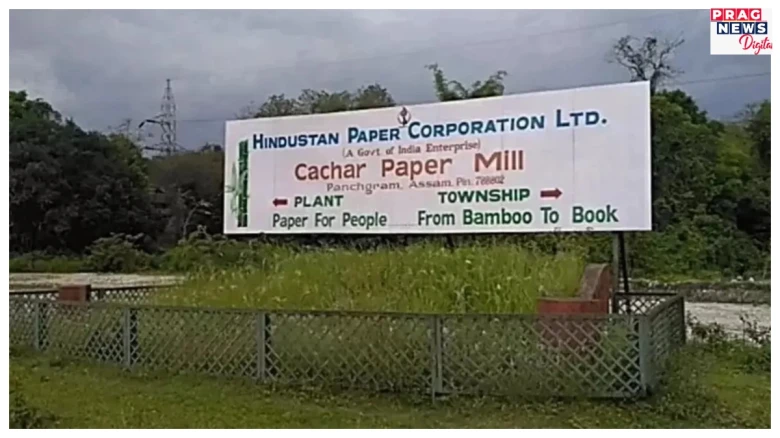 PRAG
NEWS
Digital
HINDUSTAN PAPER CORPORATION LTD.
(A Govt of India Enterprise)
Cachar Paper Mill
Panchgram, Assam, Pin: 788802
← PLANT TOWNSHIP →
Paper For People ...... From Bamboo To Book